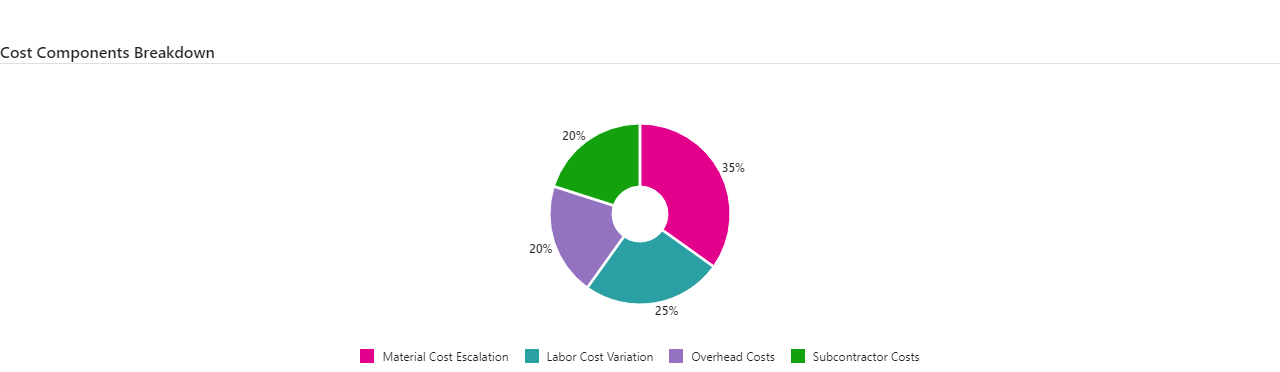 Cost Components Breakdown
20%
35%
20%
25%
Material Cost Escalation
Labor Cost Variation
Overhead Costs
Subcontractor Costs